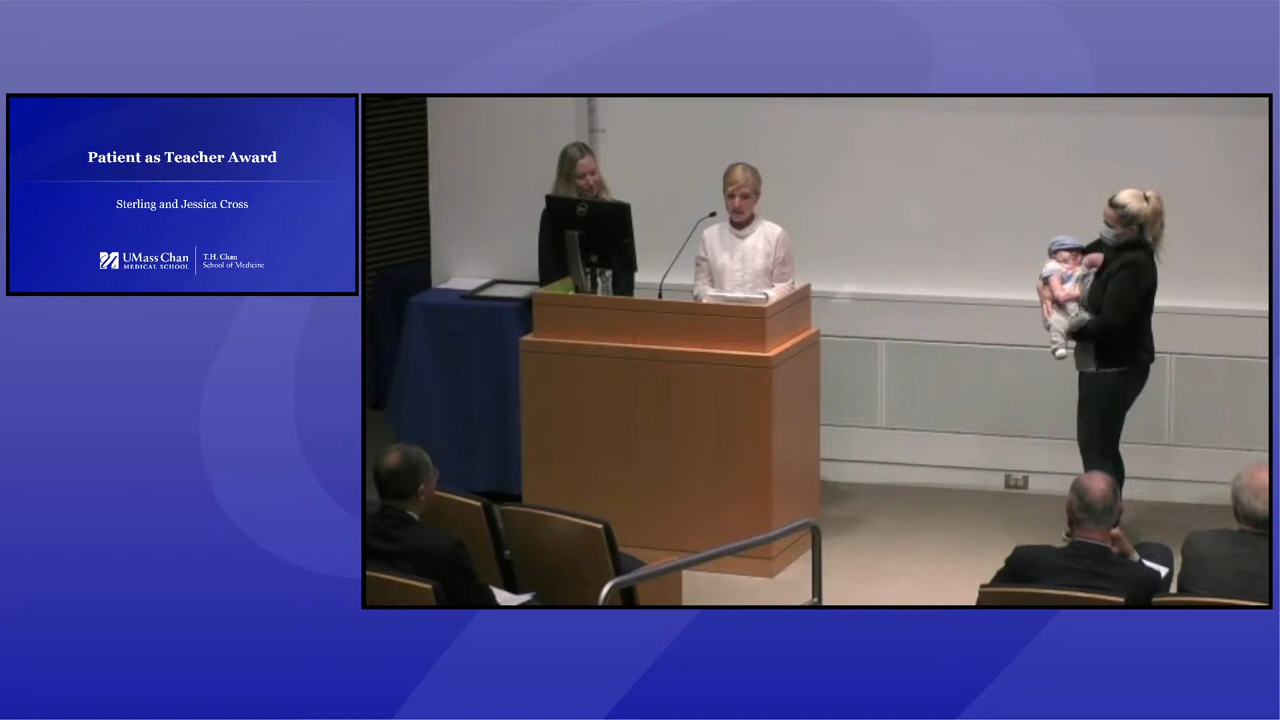 Patient as Teacher Award
Sterling and Jessica Cross
UMass Chan
MEDICAL SCHOOL
T.H. Chan
School of Medicine